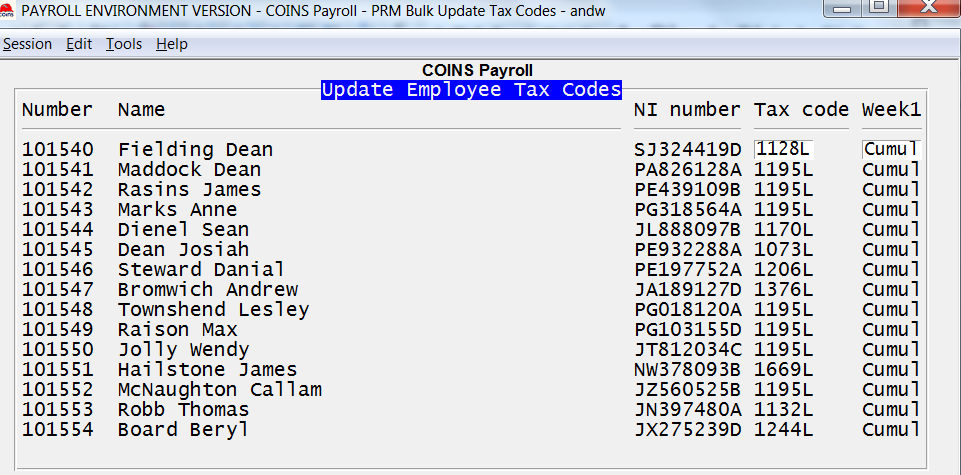 PAYROLL ENVIRONMENT VERSION - COINS Payroll - PRM Bulk Update Tax Codes - andw
coins
Session Edit Tools Help
COINS Payroll
Update Employee Tax Codes
Number Name NI number Tax code Week1
101540 Fielding Dean SJ324419D 1128L Cumul
101541 Maddock Dean PA826128A 1195L Cumul
101542 Rasins James PE439109B 1195L Cumul
101543 Marks Anne PG318564A 1195L Cumul
101544 Dienel Sean JL888097B 1170L Cumul
101545 Dean Josiah PE932288A 1073L Cumul
101546 Steward Danial PE197752A 1206L Cumul
101547 Bromwich Andrew JA189127D 1376L Cumul
101548 Townshend Lesley PG018120A 1195L Cumul
101549 Raison Max PG103155D 1195L Cumul
101550 Jolly Wendy JT812034C 1195L Cumul
101551 Hailstone James NW378093B 1669L Cumul
101552 McNaughton Callam JZ560525B 1195L Cumul
101553 Robb Thomas JN397480A 1132L Cumul
101554 Board Beryl JX275239D 1244L Cumul